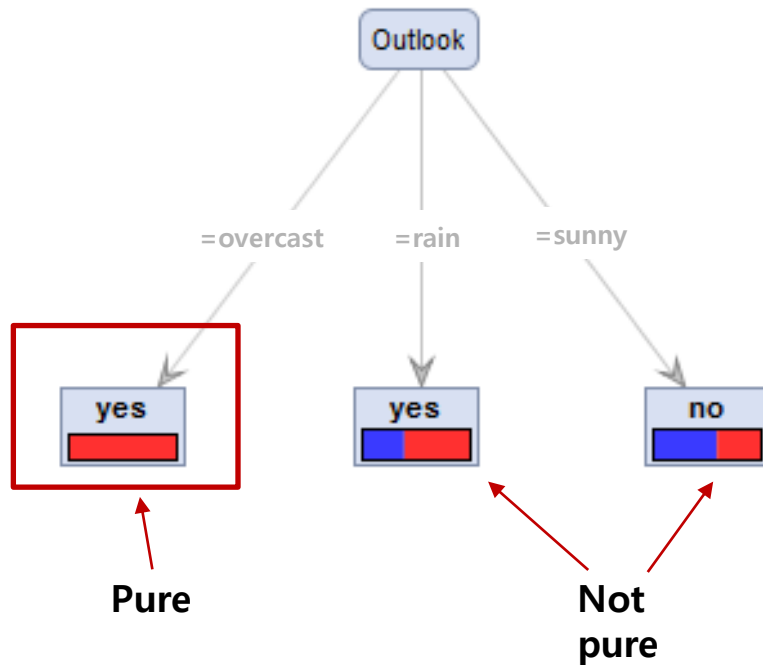 Outlook
=overcast
=rain
=sunny
yes
yes
no
Pure
Not
pure